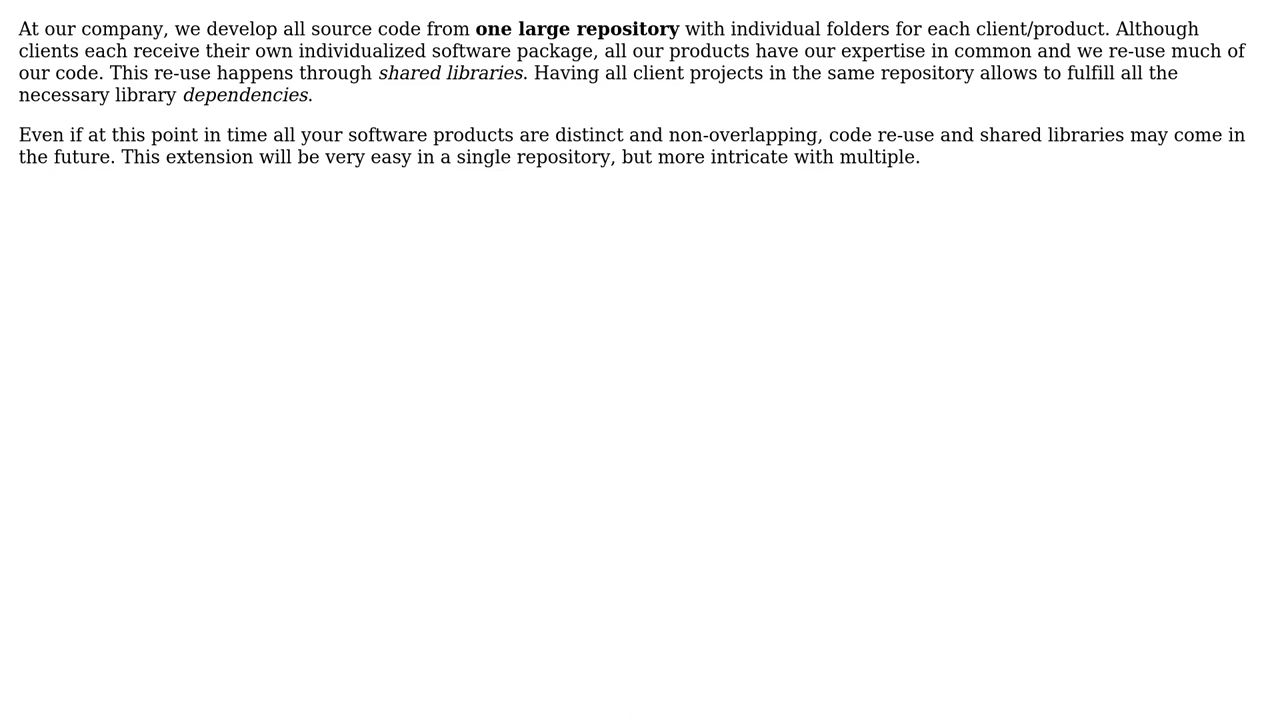 At our company, we develop all source code from one large repository with individual folders for each client/product. Although
clients each receive their own individualized software package, all our products have our expertise in common and we re-use much of
our code. This re-use happens through shared libraries. Having all client projects in the same repository allows to fulfill all the
necessary library dependencies.
Even if at this point in time all your software products are distinct and non-overlapping, code re-use and shared libraries may come in
the future. This extension will be very easy in a single repository, but more intricate with multiple.